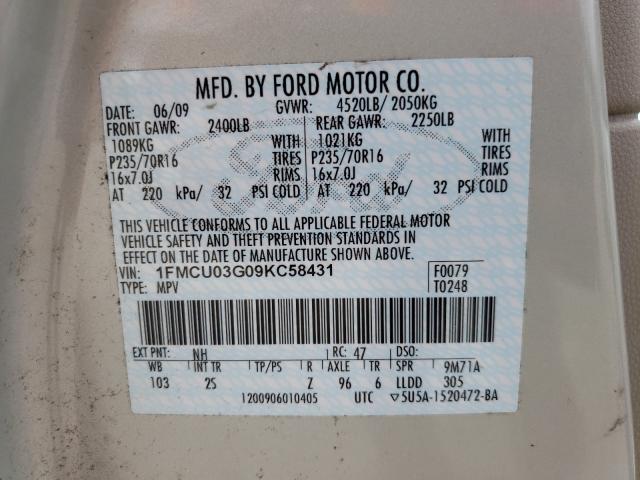 MFD. BY FORD MOTOR CO.
DATE: 06/09 GVWR: 4520LB/ 2050KG
FRONT GAWR: 2400LB REAR GAWR: 2250LB
1089KG WITH 1021KG WITH
P235/70R16 TIRES P235/70R16 TIRES
16x7.0J RIMS 16x7.0J RIMS
AT 220 kPa/ 32 PSI COLD AT 220 kPa/ 32 PSI COLD
THIS VEHICLE CONFORMS TO ALL APPLICABLE FEDERAL MOTOR
VEHICLE SAFETY AND THEFT PREVENTION STANDARDS IN
EFFECT ON THE DATE OF MANUFACTURE SHOWN ABOVE.
VIN: 1FMCU03G09KC58431 F0079
TYPE: MPV T0248
EXT PNT: NH RC: 47 DSO:
WB INT TR TP/PS R AXLE TR SPR 9M71A
103 2S Z 96 6 LLDD 305
1200906010405 UTC ▽5U5A-1520472-BA
Ford